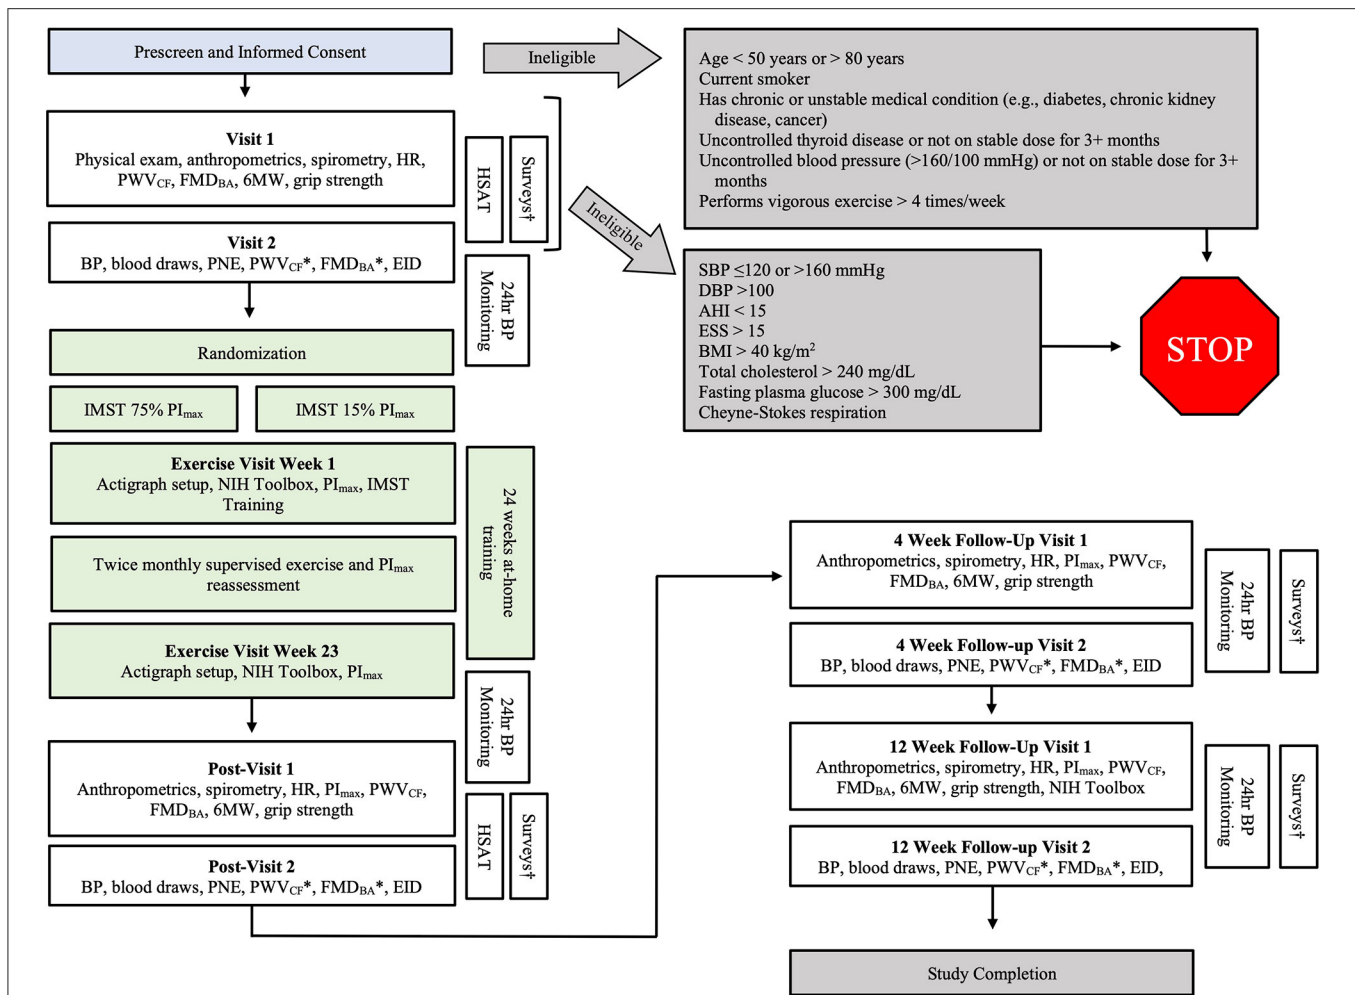 Prescreen and Informed Consent
Ineligible
Age < 50 years or > 80 years
Current smoker
Has chronic or unstable medical condition (e.g., diabetes, chronic kidney
disease, cancer)
Uncontrolled thyroid disease or not on stable dose for 3+ months
Uncontrolled blood pressure (>160/100 mmHg) or not on stable dose for 3+
months
Performs vigorous exercise > 4 times/week
Visit 1
Physical exam, anthropometrics, spirometry, HR,
PWVCF, FMDBA, 6MW, grip strength
HSAT
Surveys†
Ineligible
Visit 2
BP, blood draws, PNE, PWVCF*, FMDBA*, EID
24hr BP
Monitoring
SBP ≤120 or >160 mmHg
DBP >100
AHI < 15
ESS > 15
BMI > 40 kg/m²
Total cholesterol > 240 mg/dL
Fasting plasma glucose > 300 mg/dL
Cheyne-Stokes respiration
STOP
Randomization
IMST 75% PImax
IMST 15% PImax
Exercise Visit Week 1
Actigraph setup, NIH Toolbox, PImax, IMST
Training
24 weeks at-home
training
Twice monthly supervised exercise and PImax
reassessment
Exercise Visit Week 23
Actigraph setup, NIH Toolbox, PImax
24hr BP
Monitoring
Post-Visit 1
Anthropometrics, spirometry, HR, PImax, PWVCF,
FMDBA, 6MW, grip strength
HSAT
Surveys†
Post-Visit 2
BP, blood draws, PNE, PWVCF*, FMDBA*, EID
4 Week Follow-Up Visit 1
Anthropometrics, spirometry, HR, PImax, PWVCF,
FMDBA, 6MW, grip strength
24hr BP
Monitoring
Surveys†
4 Week Follow-up Visit 2
BP, blood draws, PNE, PWVCF*, FMDBA*, EID
12 Week Follow-Up Visit 1
Anthropometrics, spirometry, HR, PImax, PWVCF,
FMDBA, 6MW, grip strength, NIH Toolbox
24hr BP
Monitoring
Surveys†
12 Week Follow-up Visit 2
BP, blood draws, PNE, PWVCF*, FMDBA*, EID,
Study Completion